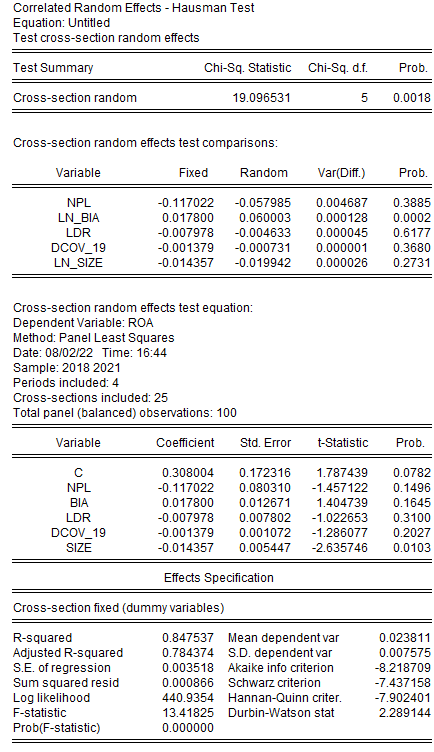 Correlated Random Effects - Hausman Test
Equation: Untitled
Test cross-section random effects
Test Summary Chi-Sq. Statistic Chi-Sq. d.f. Prob.
Cross-section random 19.096531 5 0.0018
Cross-section random effects test comparisons:
Variable Fixed Random Var(Diff.) Prob.
NPL -0.117022 -0.057985 0.004687 0.3885
LN_BIA 0.017800 0.060003 0.000128 0.0002
LDR -0.007978 -0.004633 0.000045 0.6177
DCOV_19 -0.001379 -0.000731 0.000001 0.3680
LN_SIZE -0.014357 -0.019942 0.000026 0.2731
Cross-section random effects test equation:
Dependent Variable: ROA
Method: Panel Least Squares
Date: 08/02/22 Time: 16:44
Sample: 2018 2021
Periods included: 4
Cross-sections included: 25
Total panel (balanced) observations: 100
Variable Coefficient Std. Error t-Statistic Prob.
C 0.308004 0.172316 1.787439 0.0782
NPL -0.117022 0.080310 -1.457122 0.1496
BIA 0.017800 0.012671 1.404739 0.1645
LDR -0.007978 0.007802 -1.022653 0.3100
DCOV_19 -0.001379 0.001072 -1.286077 0.2027
SIZE -0.014357 0.005447 -2.635746 0.0103
Effects Specification
Cross-section fixed (dummy variables)
R-squared 0.847537 Mean dependent var 0.023811
Adjusted R-squared 0.784374 S.D. dependent var 0.007575
S.E. of regression 0.003518 Akaike info criterion -8.218709
Sum squared resid 0.000866 Schwarz criterion -7.437158
Log likelihood 440.9354 Hannan-Quinn criter. -7.902401
F-statistic 13.41825 Durbin-Watson stat 2.289144
Prob(F-statistic) 0.000000